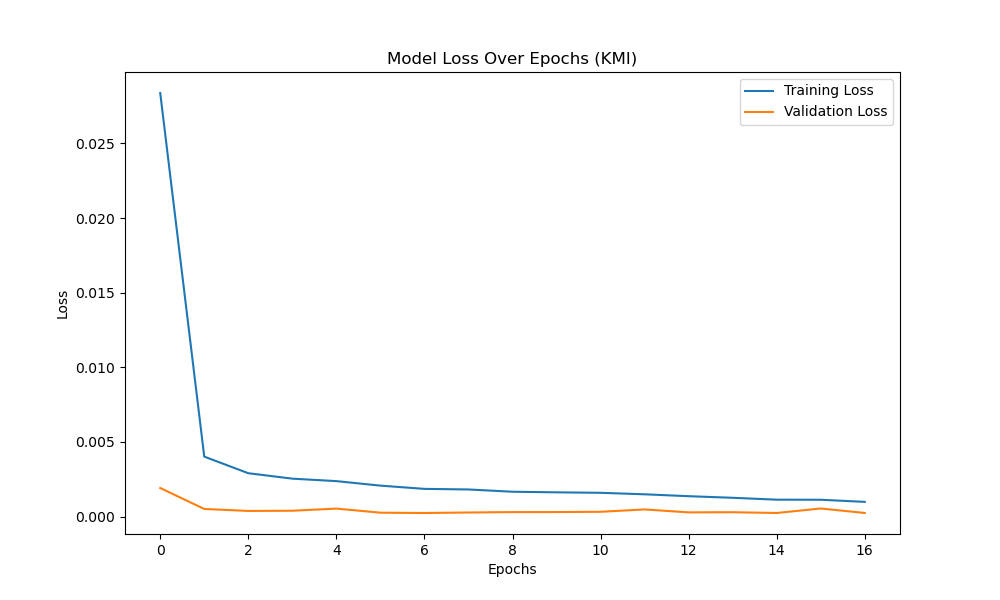 Model Loss Over Epochs (KMI)
Training Loss
Validation Loss
0.025
0.020
0.015
0.010
0.005
0.000
Loss
0 2 4 6 8 10 12 14 16
Epochs